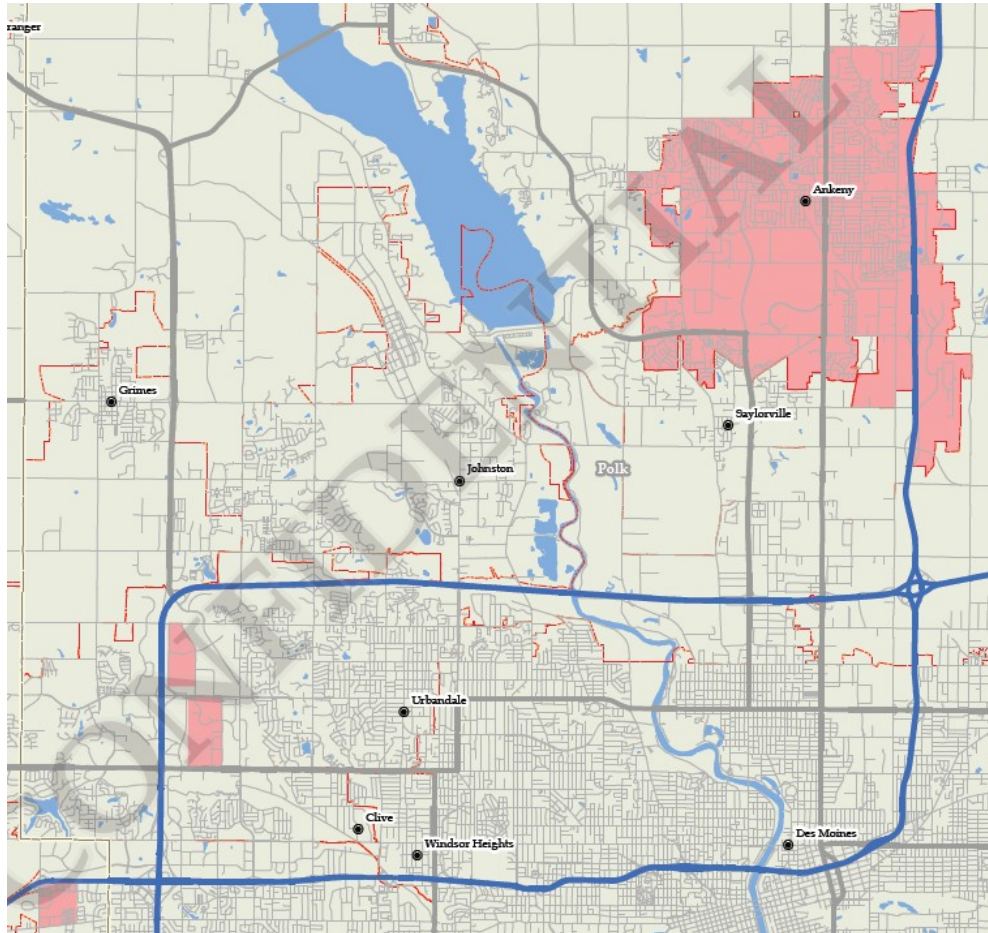 ranger
Ankeny
Grimes
Saylorville
Johnston
Polk
Urbandale
Clive
Windsor Heights
Des Moines
CONFIDENTIAL